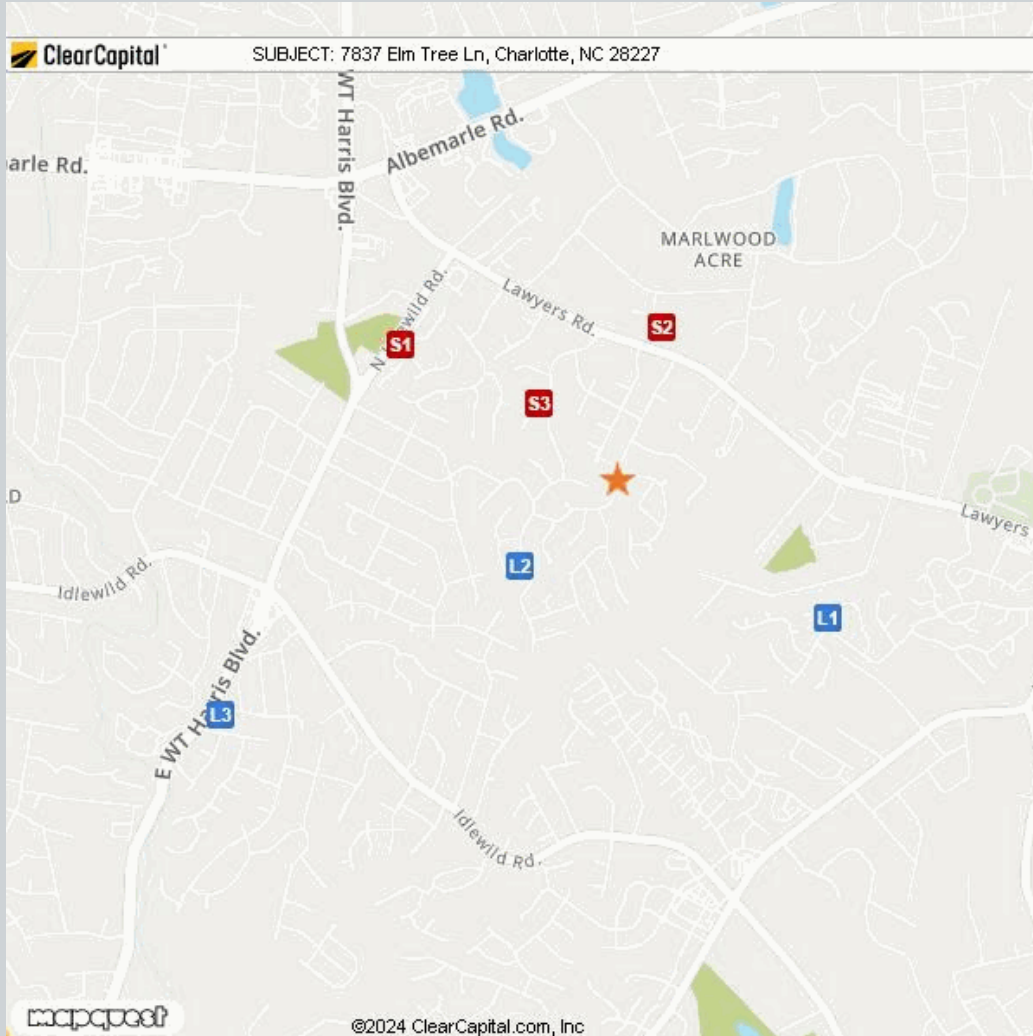 ClearCapital
SUBJECT: 7837 Elm Tree Ln, Charlotte, NC 28227
WT Harris Blvd.
Albemarle Rd.
arle Rd.
MARLWOOD
ACRE
N
ewild Rd.
Lawyers Rd.
S1
S2
S3
D
Lawyers
Idlewild Rd.
L2
L1
E WT Harris Blvd.
L3
Idlewild Rd.
mapquest
©2024 ClearCapital.com, Inc